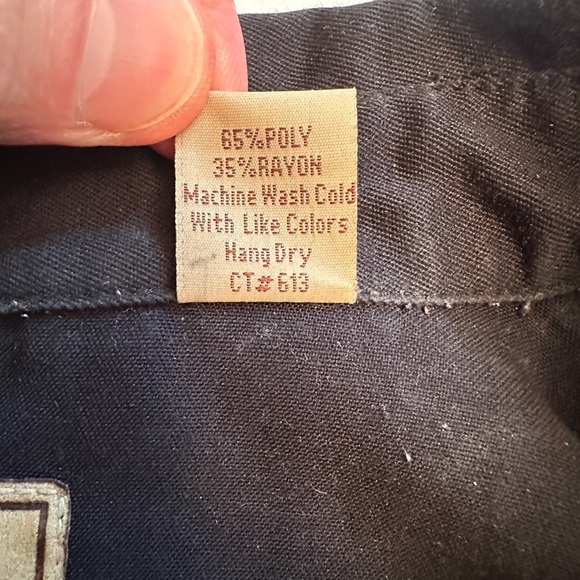 65%POLY
35%RAYON
Machine Wash Cold
With Like Colors
Hang Dry
CT# 613